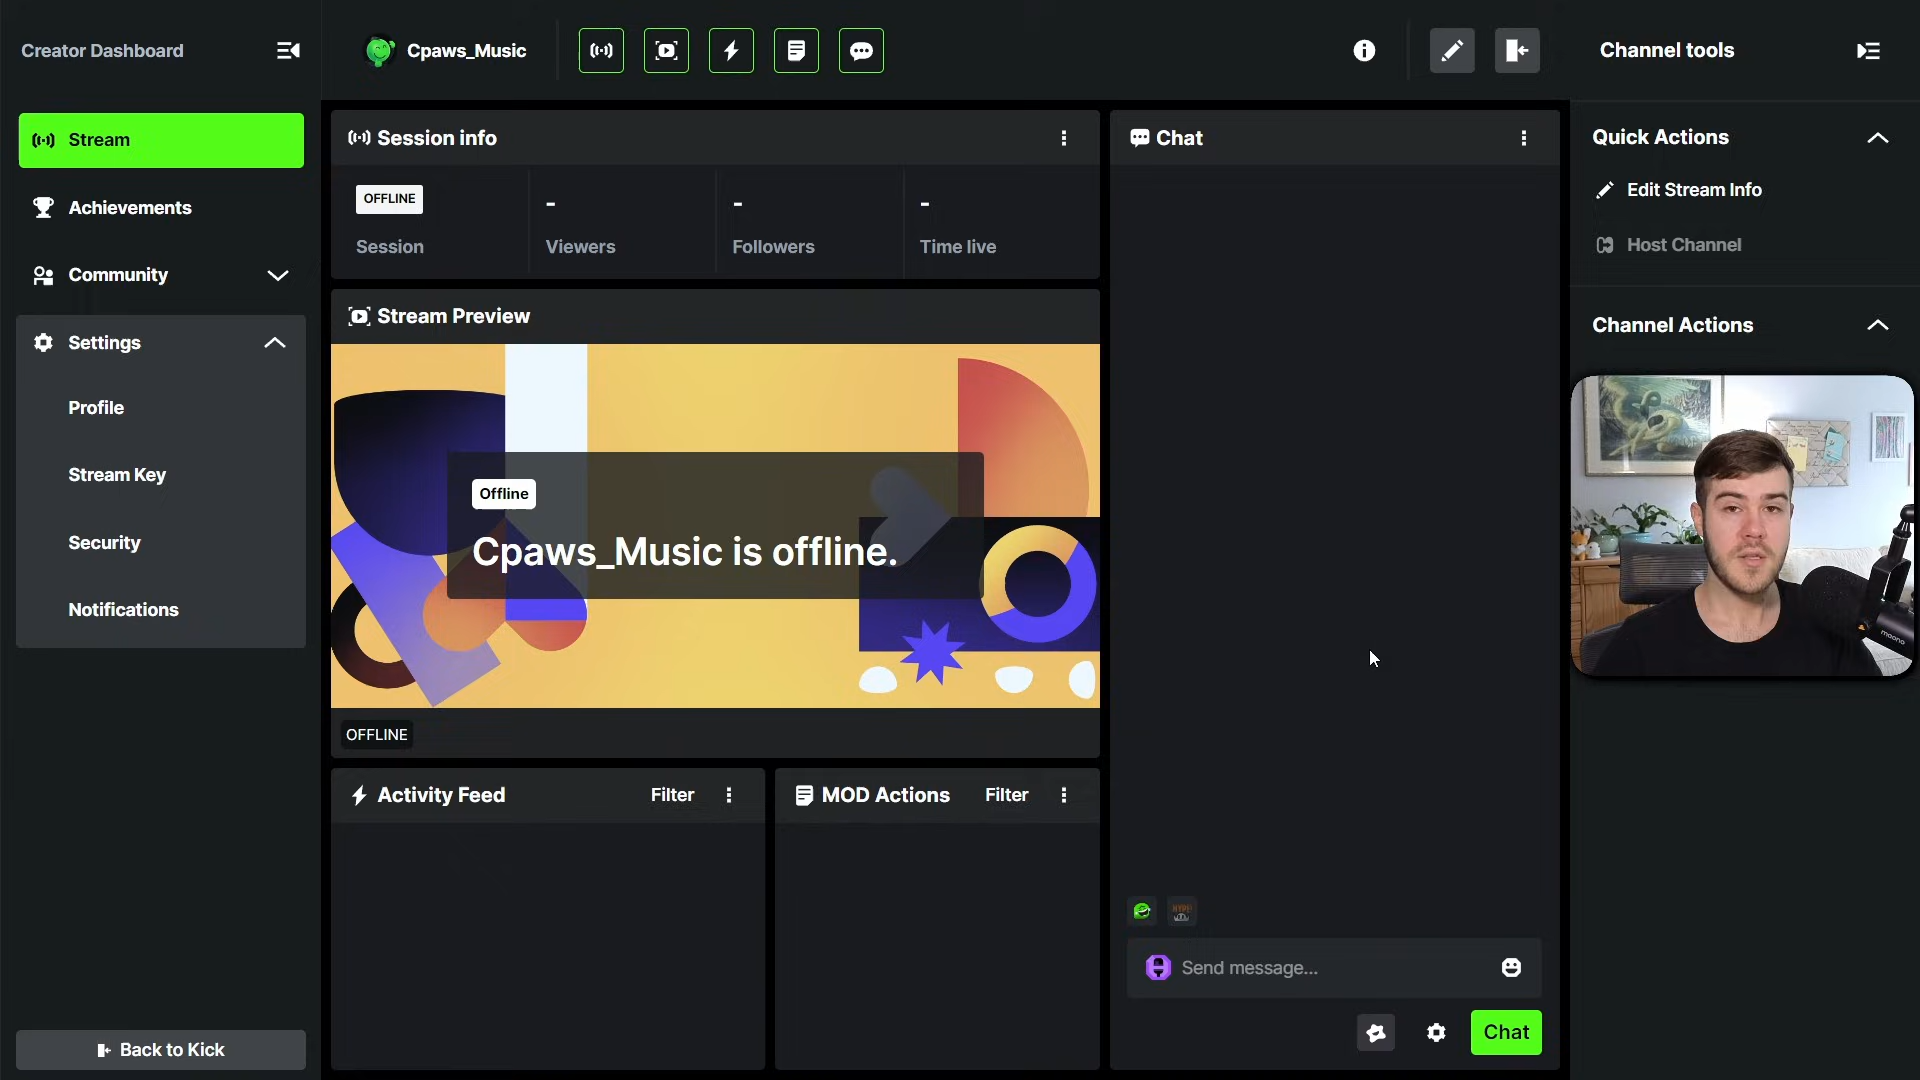 Creator Dashboard
Cpaws_Music
Channel tools
Stream
Achievements
Community
Settings
Profile
Stream Key
Security
Notifications
Back to Kick
Session info
OFFLINE
Session
-
Viewers
-
Followers
-
Time live
Stream Preview
Offline
Cpaws_Music is offline.
OFFLINE
Activity Feed
Filter
MOD Actions
Filter
Chat
HYPE
Send message...
Chat
Quick Actions
Edit Stream Info
Host Channel
Channel Actions
moono